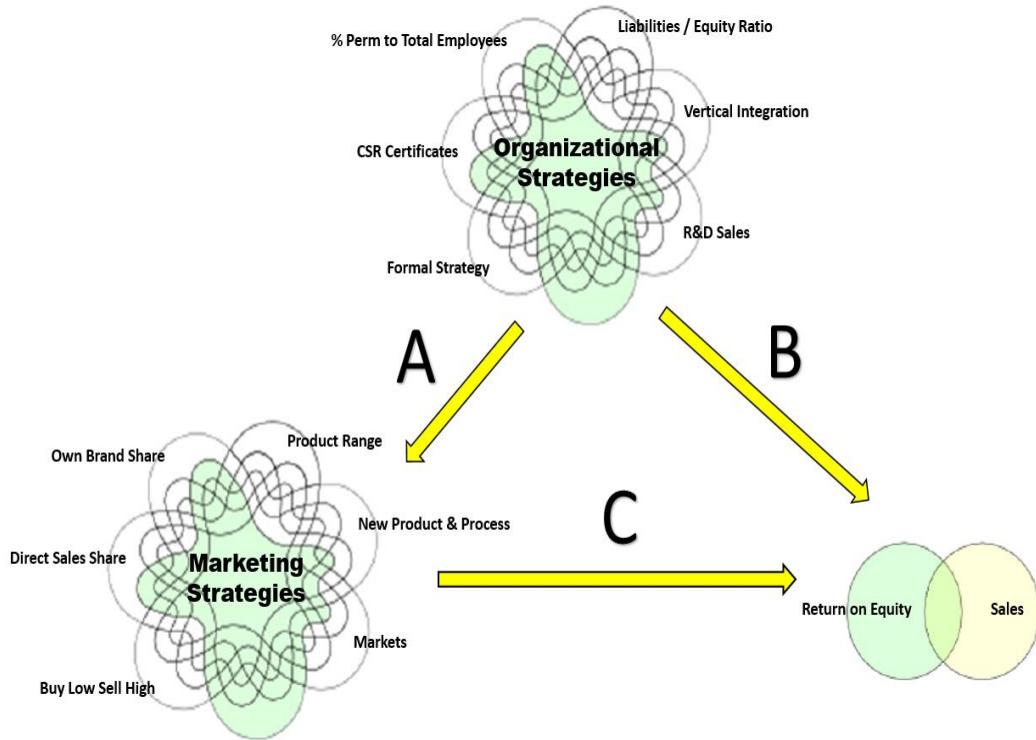 Liabilities / Equity Ratio
% Perm to Total Employees
Vertical Integration
CSR Certificates
Organizational
Strategies
R&D Sales
Formal Strategy
A
B
Product Range
Own Brand Share
New Product & Process
C
Direct Sales Share
Marketing
Strategies
Return on Equity
Sales
Markets
Buy Low Sell High